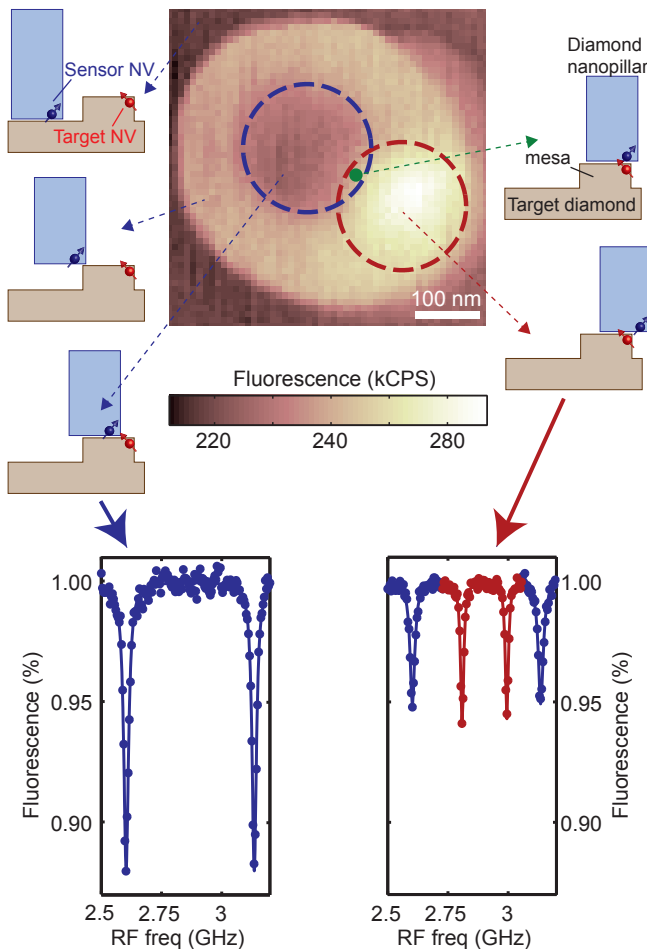 Sensor NV
Target NV
Diamond
nanopillar
mesa
Target diamond
100 nm
Fluorescence (kCPS)
220
250
280
1.00
0.95
0.90
Fluorescence (%)
2.5
2.75
3
RF freq (GHz)
1.00
0.95
0.90
Fluorescence (%)
2.5
2.75
3
RF freq (GHz)